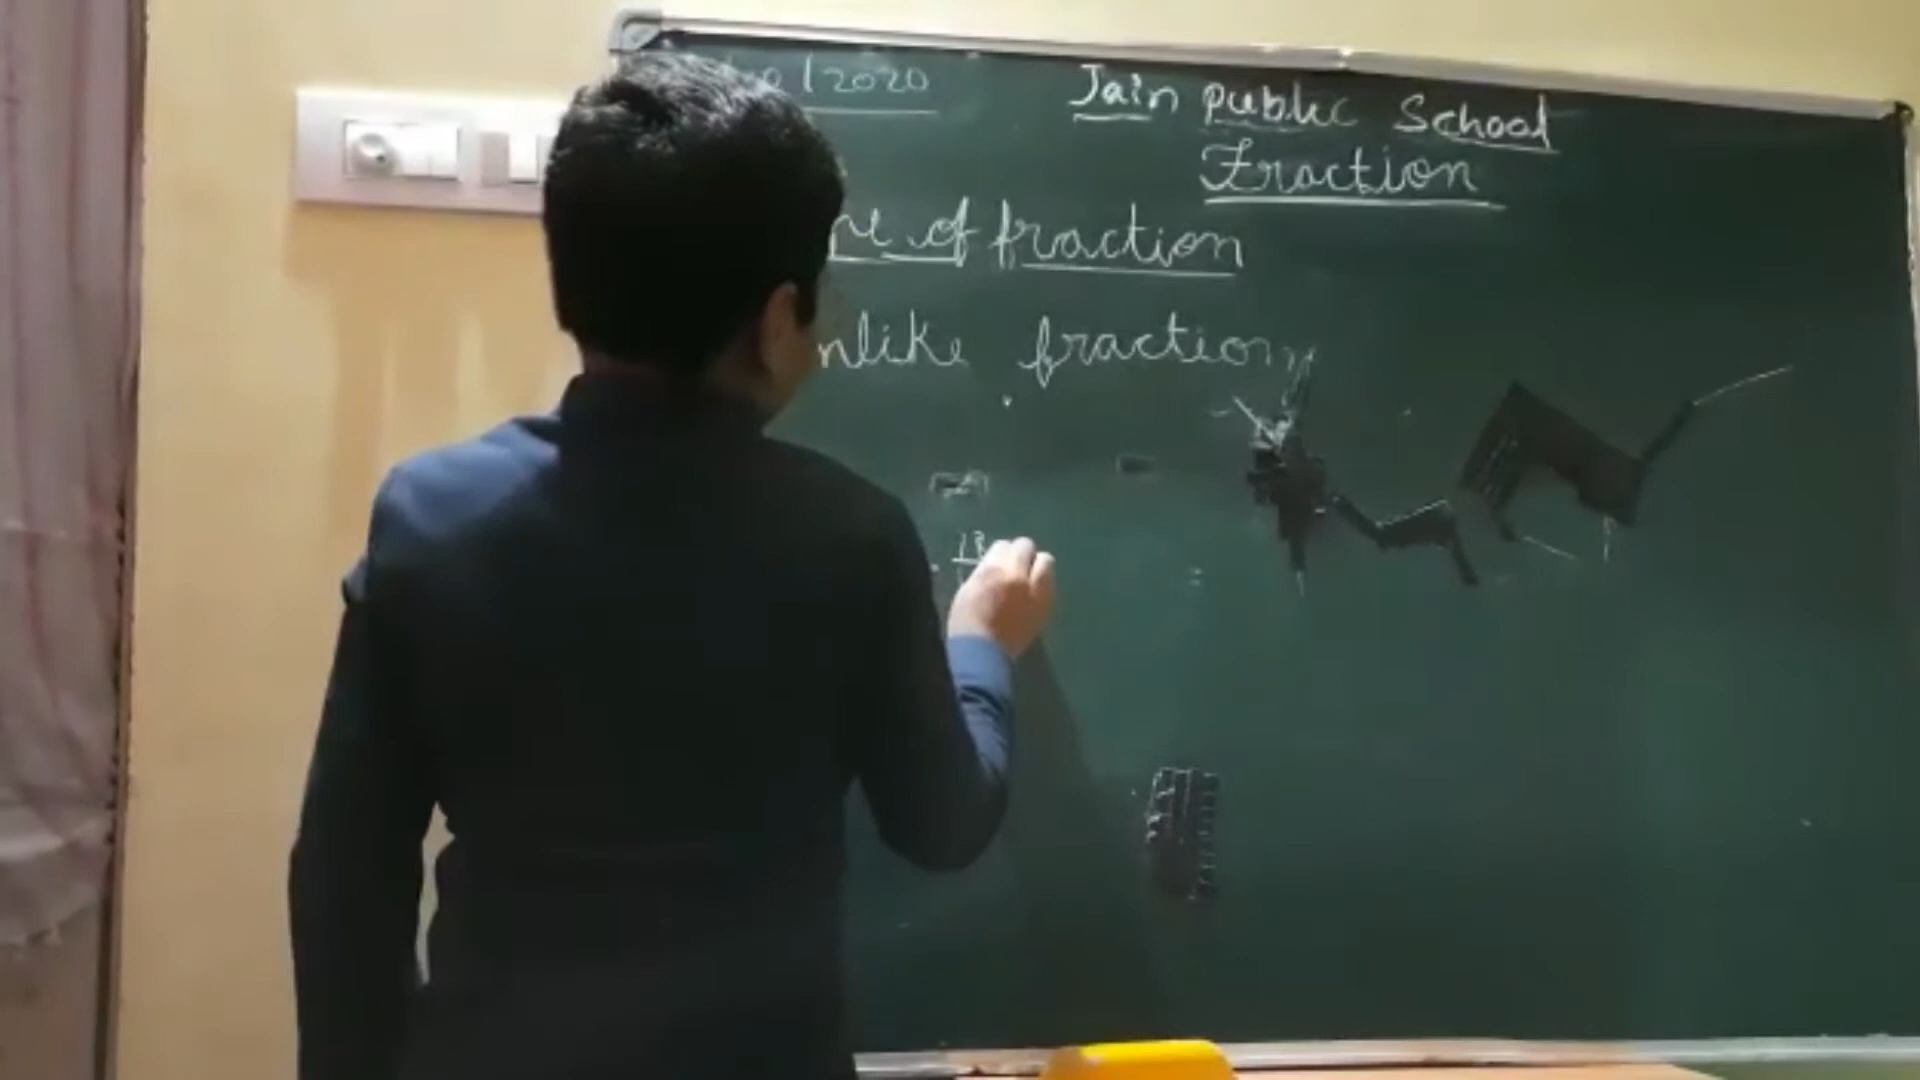 /2020
Jain Public School
Fraction
of fraction
nlike fraction